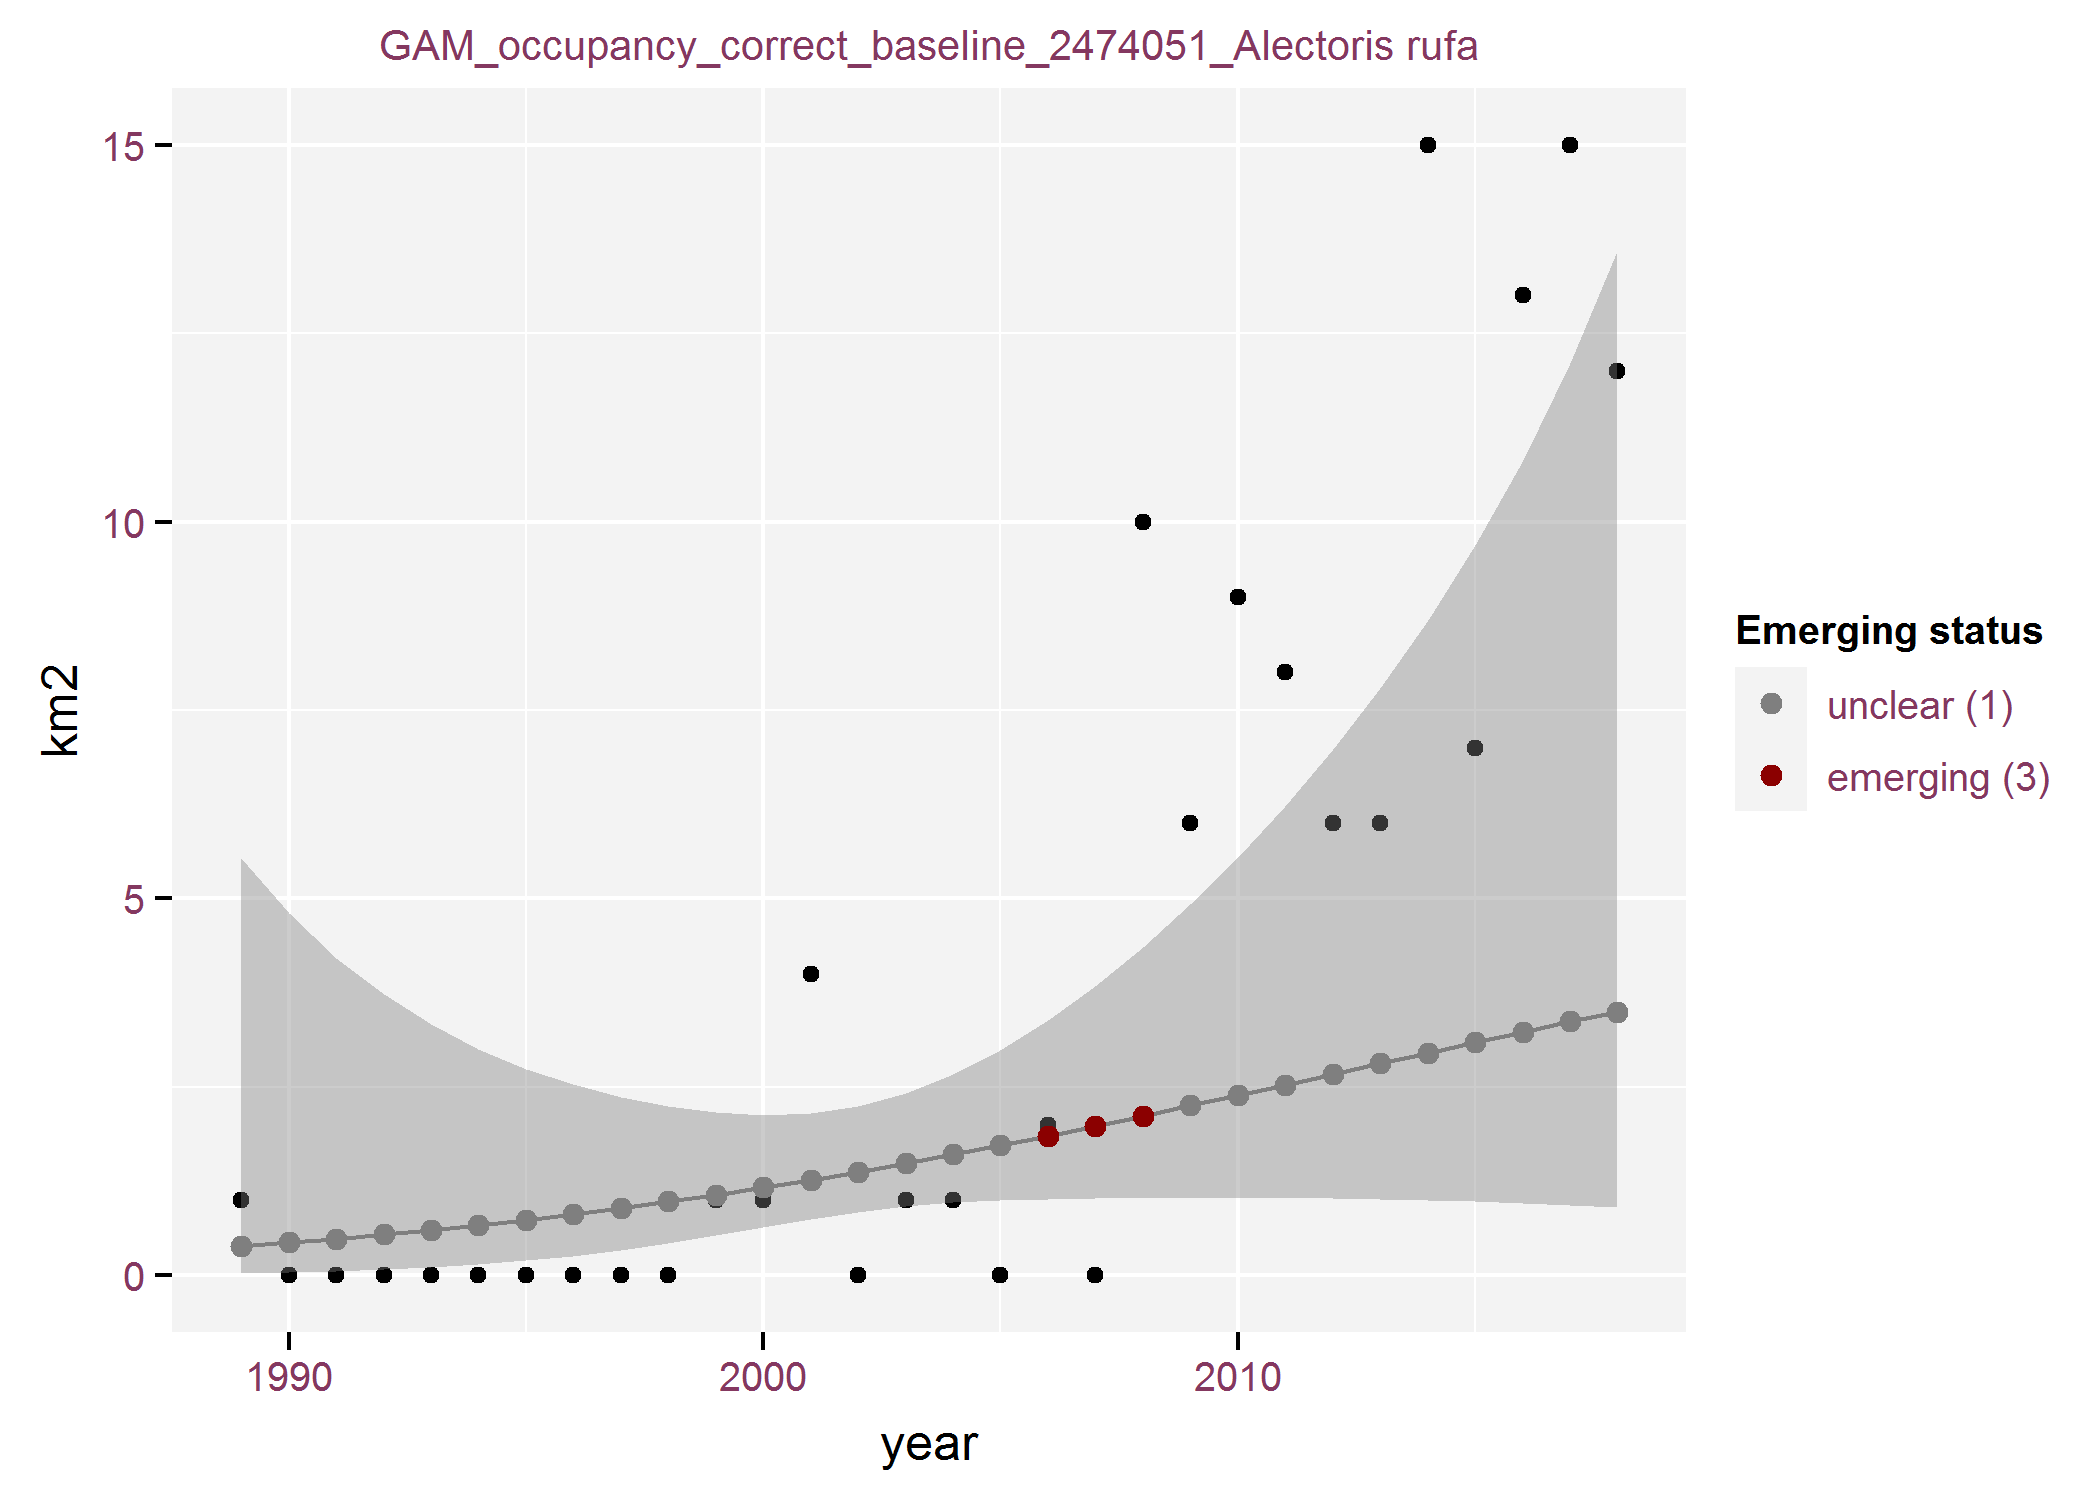 GAM_occupancy_correct_baseline_2474051_Alectoris rufa
15
10
5
0
km2
1990 2000 2010
year
Emerging status
unclear (1)
emerging (3)